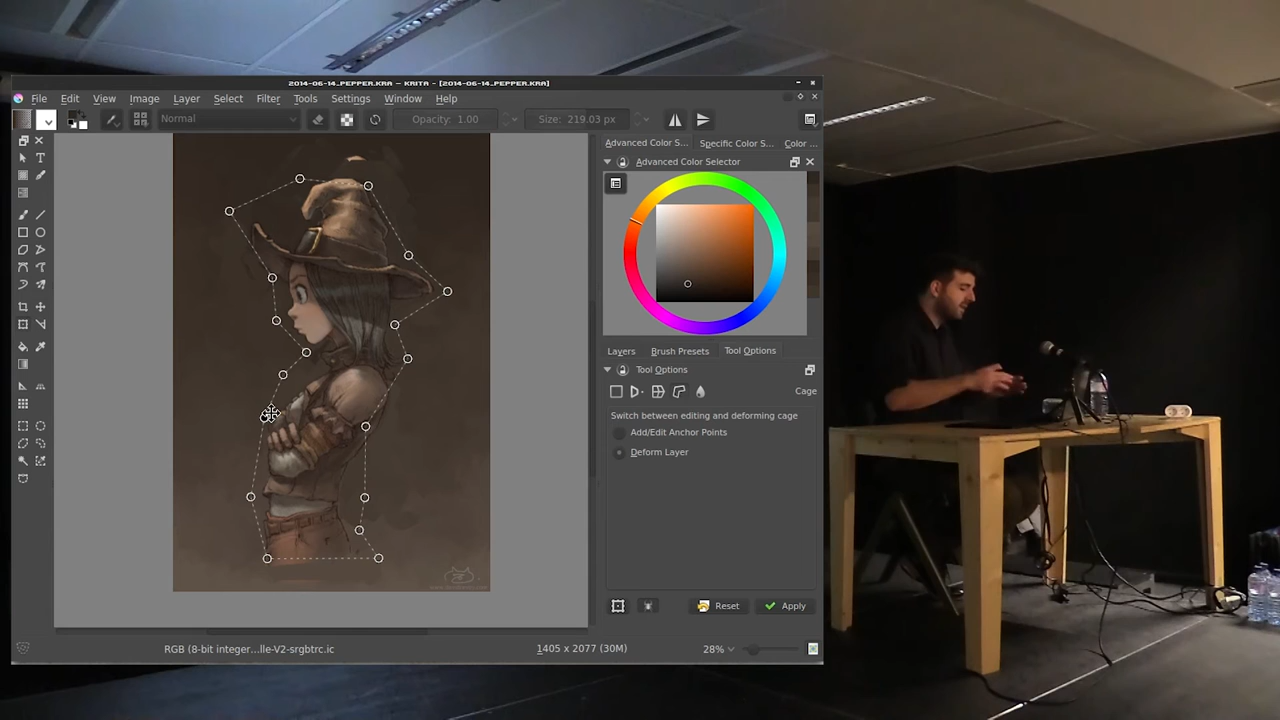 2014-06-14_PEPPER.KRA — KRITA - [2014-06-14_PEPPER.KRA]
File Edit View Image Layer Select Filter Tools Settings Window Help
Normal Opacity: 1.00 Size: 219.03 px
Advanced Color S... Specific Color S... Color ...
Advanced Color Selector
Layers Brush Presets Tool Options
Tool Options
Cage
Switch between editing and deforming cage
Add/Edit Anchor Points
Deform Layer
Reset Apply
RGB (8-bit integer...lle-V2-srgbtrc.ic 1405 x 2077 (30M) 28%